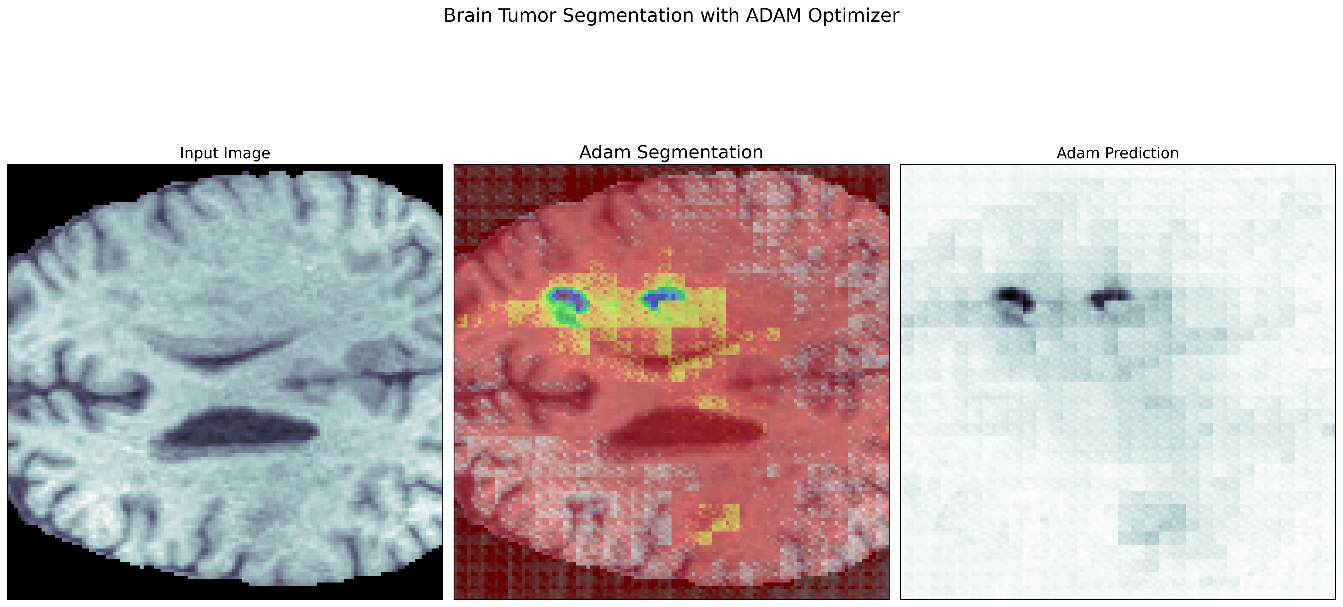 Brain Tumor Segmentation with ADAM Optimizer
Input Image
Adam Segmentation
Adam Prediction